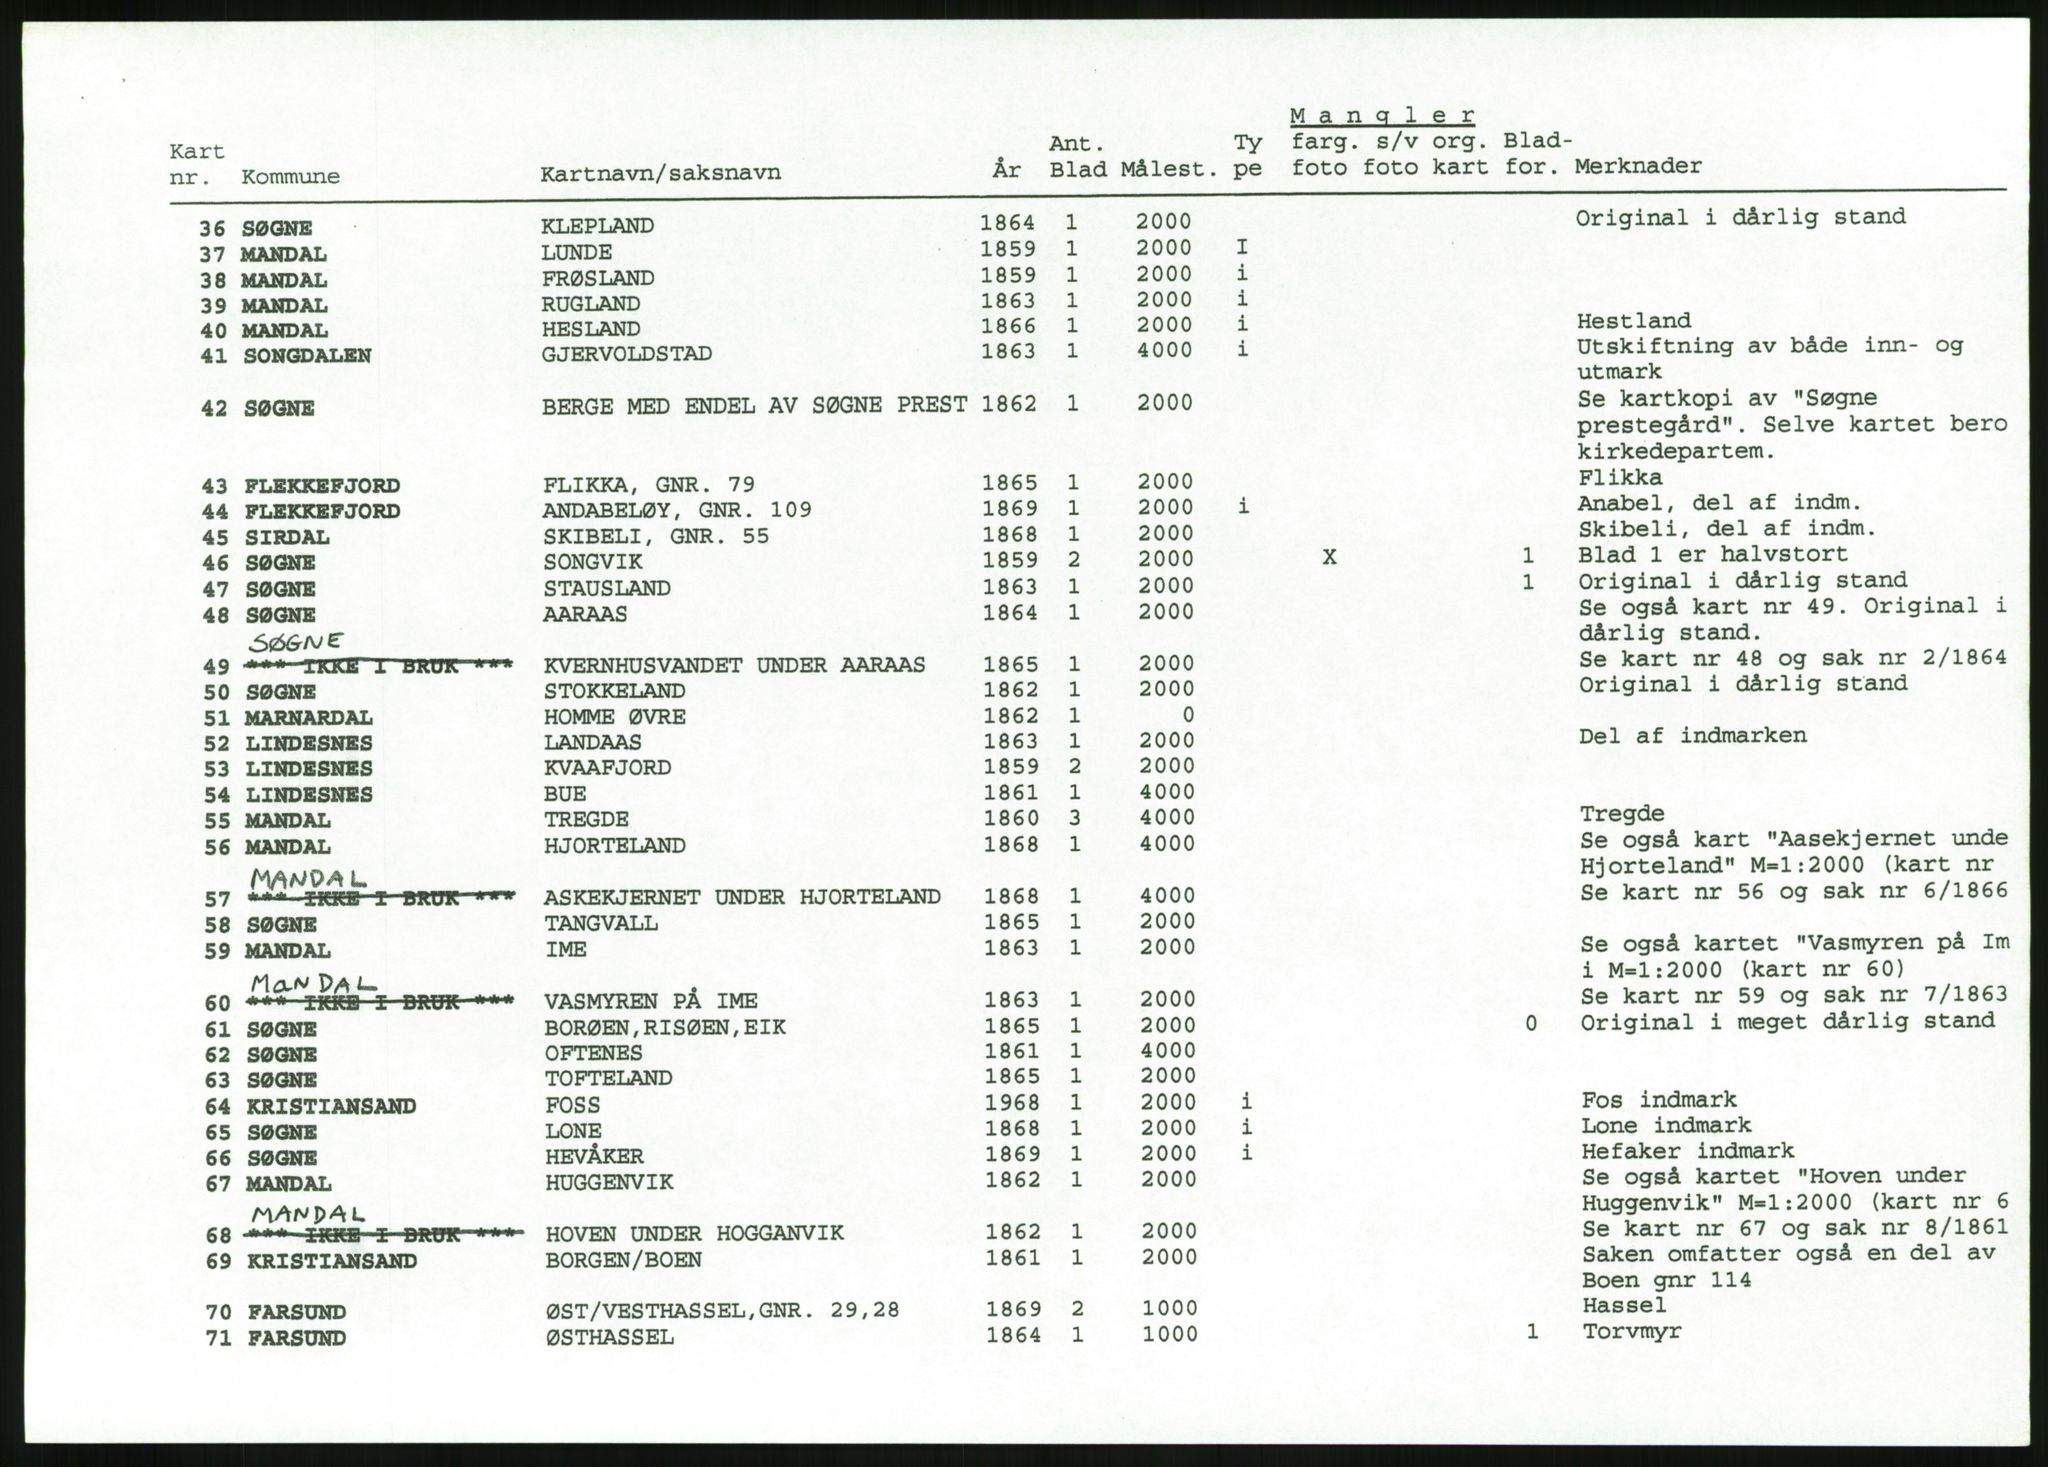 M a n g l e r
Kart Ant. Ty farg. s/v org. Blad-
nr. Kommune Kartnavn/saksnavn År Blad Målest. pe foto foto kart for. Merknader
36 SØGNE KLEPLAND 1864 1 2000 Original i dårlig stand
37 MANDAL LUNDE 1859 1 2000 I
38 MANDAL FRØSLAND 1859 1 2000 i
39 MANDAL RUGLAND 1863 1 2000 i
40 MANDAL HESLAND 1866 1 2000 i Hestland
41 SONGDALEN GJERVOLDSTAD 1863 1 4000 i Utskiftning av både inn- og
utmark
42 SØGNE BERGE MED ENDEL AV SØGNE PREST 1862 1 2000 Se kartkopi av "Søgne
prestegård". Selve kartet bero
kirkedepartem.
43 FLEKKEFJORD FLIKKA, GNR. 79 1865 1 2000 Flikka
44 FLEKKEFJORD ANDABELØY, GNR. 109 1869 1 2000 i Anabel, del af indm.
45 SIRDAL SKIBELI, GNR. 55 1868 1 2000 Skibeli, del af indm.
46 SØGNE SONGVIK 1859 2 2000 X 1 Blad 1 er halvstort
47 SØGNE STAUSLAND 1863 1 2000 1 Original i dårlig stand
48 SØGNE AARAAS 1864 1 2000 Se også kart nr 49. Original i
SØGNE dårlig stand.
49 *** IKKE I BRUK *** KVERNHUSVANDET UNDER AARAAS 1865 1 2000 Se kart nr 48 og sak nr 2/1864
50 SØGNE STOKKELAND 1862 1 2000 Original i dårlig stand
51 MARNARDAL HOMME ØVRE 1862 1 0
52 LINDESNES LANDAAS 1863 1 2000 Del af indmarken
53 LINDESNES KVAAFJORD 1859 2 2000
54 LINDESNES BUE 1861 1 4000
55 MANDAL TREGDE 1860 3 4000 Tregde
56 MANDAL HJORTELAND 1868 1 4000 Se også kart "Aasekjernet unde
MANDAL Hjorteland" M=1:2000 (kart nr
57 *** IKKE I BRUK *** ASKEKJERNET UNDER HJORTELAND 1868 1 4000 Se kart nr 56 og sak nr 6/1866
58 SØGNE TANGVALL 1865 1 2000
59 MANDAL IME 1863 1 2000 Se også kartet "Vasmyren på Im
MANDAL i M=1:2000 (kart nr 60)
60 *** IKKE I BRUK *** VASMYREN PÅ IME 1863 1 2000 Se kart nr 59 og sak nr 7/1863
61 SØGNE BORØEN,RISØEN,EIK 1865 1 2000 0 Original i meget dårlig stand
62 SØGNE OFTENES 1861 1 4000
63 SØGNE TOFTELAND 1865 1 2000
64 KRISTIANSAND FOSS 1968 1 2000 i Fos indmark
65 SØGNE LONE 1868 1 2000 i Lone indmark
66 SØGNE HEVÅKER 1869 1 2000 i Hefaker indmark
67 MANDAL HUGGENVIK 1862 1 2000 Se også kartet "Hoven under
MANDAL Huggenvik" M=1:2000 (kart nr 6
68 *** IKKE I BRUK *** HOVEN UNDER HOGGANVIK 1862 1 2000 Se kart nr 67 og sak nr 8/1861
69 KRISTIANSAND BORGEN/BOEN 1861 1 2000 Saken omfatter også en del av
Boen gnr 114
70 FARSUND ØST/VESTHASSEL,GNR. 29,28 1869 2 1000 Hassel
71 FARSUND ØSTHASSEL 1864 1 1000 1 Torvmyr